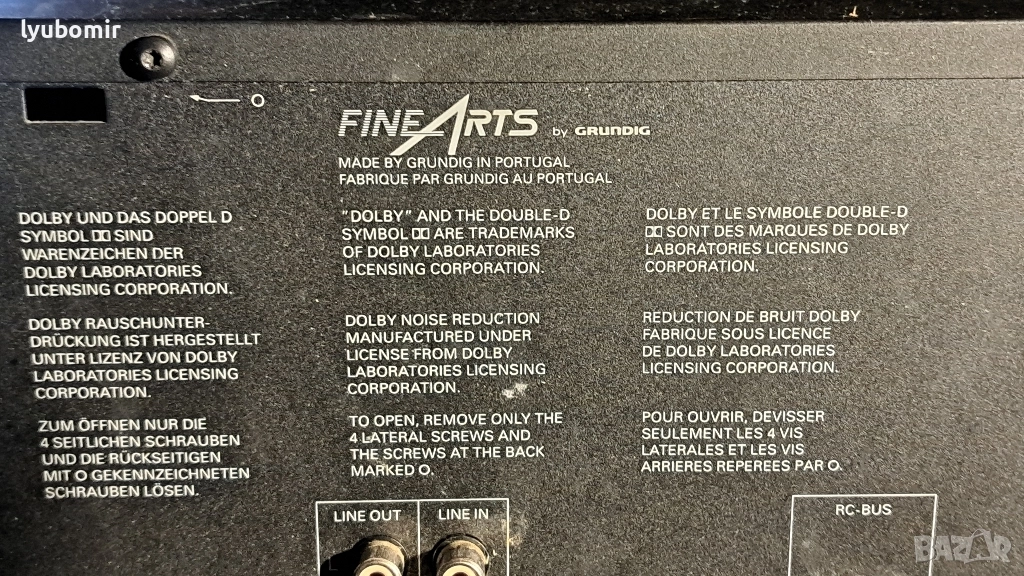 lyubomir
O
FINE ARTS by GRUNDIG
MADE BY GRUNDIG IN PORTUGAL
FABRIQUE PAR GRUNDIG AU PORTUGAL
DOLBY UND DAS DOPPEL D
SYMBOL DD SIND
WARENZEICHEN DER
DOLBY LABORATORIES
LICENSING CORPORATION.
"DOLBY" AND THE DOUBLE-D
SYMBOL DD ARE TRADEMARKS
OF DOLBY LABORATORIES
LICENSING CORPORATION.
DOLBY ET LE SYMBOLE DOUBLE-D
DD SONT DES MARQUES DE DOLBY
LABORATORIES LICENSING
CORPORATION.
DOLBY RAUSCHUNTER-
DRÜCKUNG IST HERGESTELLT
UNTER LIZENZ VON DOLBY
LABORATORIES LICENSING
CORPORATION.
DOLBY NOISE REDUCTION
MANUFACTURED UNDER
LICENSE FROM DOLBY
LABORATORIES LICENSING
CORPORATION.
REDUCTION DE BRUIT DOLBY
FABRIQUE SOUS LICENCE
DE DOLBY LABORATORIES
LICENSING CORPORATION.
ZUM ÖFFNEN NUR DIE
4 SEITLICHEN SCHRAUBEN
UND DIE RÜCKSEITIGEN
MIT O GEKENNZEICHNETEN
SCHRAUBEN LÖSEN.
TO OPEN, REMOVE ONLY THE
4 LATERAL SCREWS AND
THE SCREWS AT THE BACK
MARKED O.
POUR OUVRIR, DEVISSER
SEULEMENT LES 4 VIS
LATERALES ET LES VIS
ARRIERES REPEREES PAR O.
LINE OUT
LINE IN
RC-BUS
BAZAR